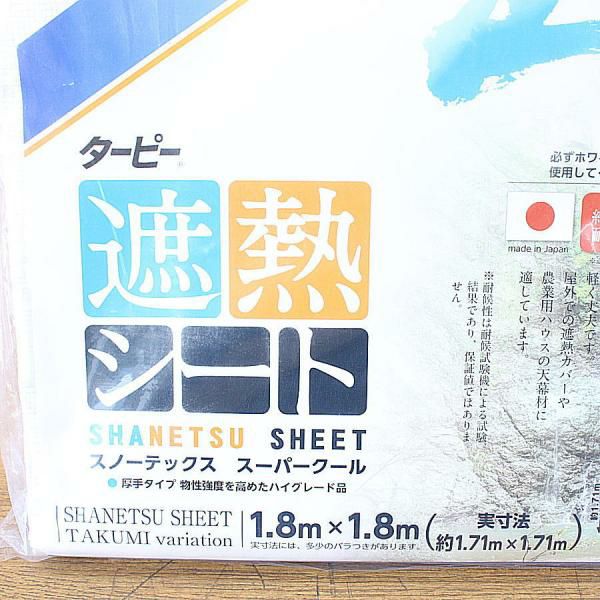 ターピー
遮熱
シート
SHANETSU SHEET
スノーテックス スーパークール
● 厚手タイプ 物性強度を高めたハイグレード品
SHANETSU SHEET
TAKUMI variation
1.8m×1.8m
実寸法には、多少のバラつきがあります。
実寸法
(約1.71m×1.71m)
必ずホワイ
使用して
made in Japan
軽く丈夫です。
屋外での遮熱カバーや
農業用ハウスの天幕材に
適しています。
※耐候性は耐候試験機による試験
結果であり、保証値ではありま
せん。
約1.71m